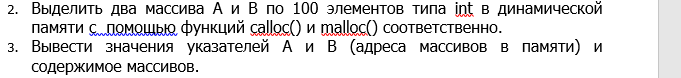 2. Выделить два массива А и В по 100 элементов типа int в динамической
памяти с помощью функций calloc() и malloc() соответственно.
3. Вывести значения указателей А и В (адреса массивов в памяти) и
содержимое массивов.